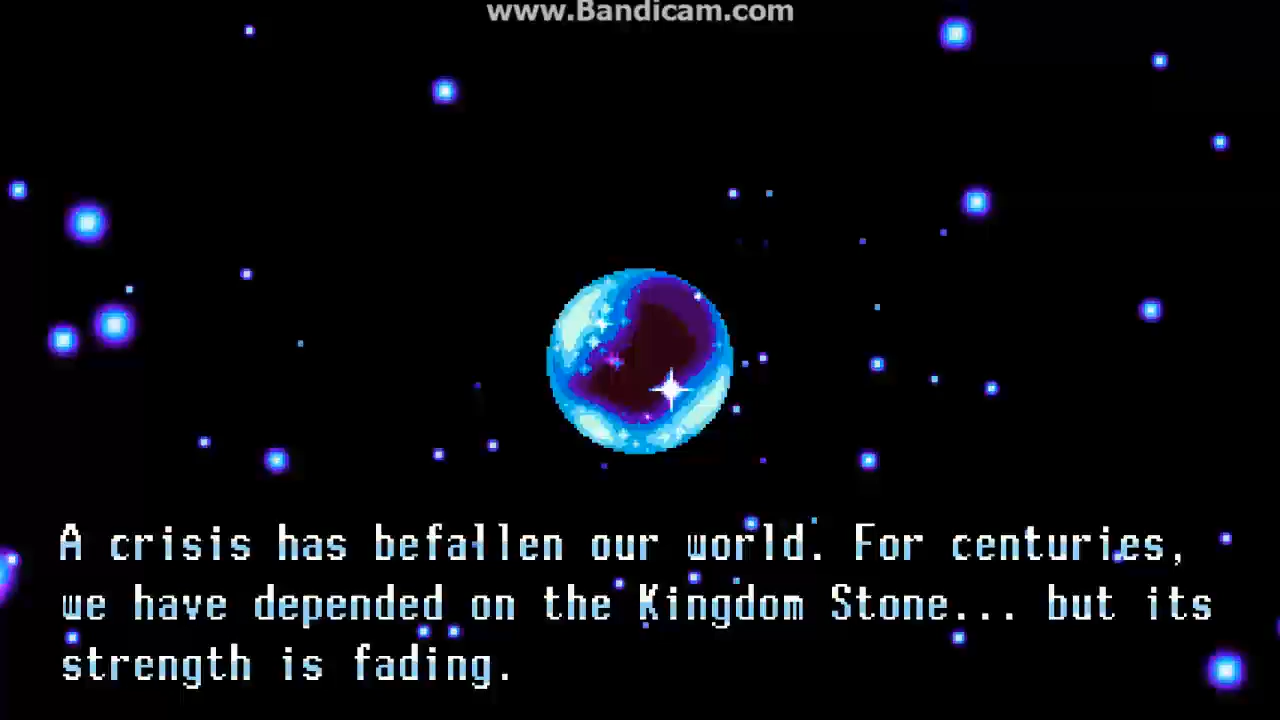 www.Bandicam.com
A crisis has befallen our world. For centuries,
we have depended on the Kingdom Stone... but its
strength is fading.